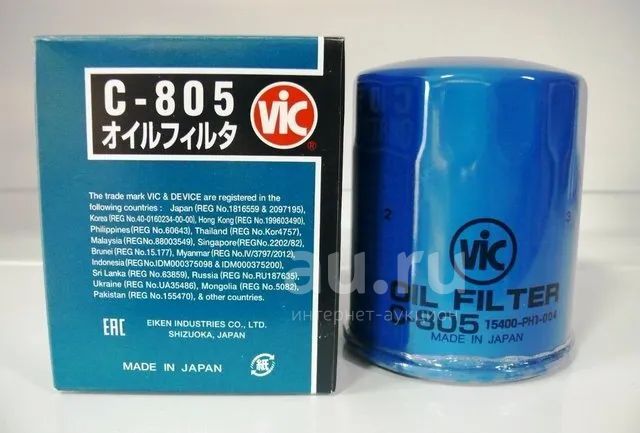 C-805
オイルフィルタ
VIC
®
The trade mark VIC & DEVICE are registered in the
following countries : Japan (REG No.1816559 & 2097195),
Korea (REG No.40-0160234-00-00), Hong Kong (REG No.199603490),
Philippines(REG No.60643), Thailand (REG No.Kor4757),
Malaysia (REG No.88003549), Singapore(REG No.2202/82),
Brunei (REG No.15.177), Myanmar (REG No.IV/3797/2012),
Indonesia(REG No.IDM000375098 & IDM000375200),
Sri Lanka (REG No.63859), Russia (REG No.RU187635),
Ukraine (REG No.UA35486), Mongolia (REG No.5082),
Pakistan (REG No.155470), & other countries.
EAC
EIKEN INDUSTRIES CO., LTD.
SHIZUOKA, JAPAN
MADE IN JAPAN
紙
2
3
VIC
OIL FILTER
C-805 15400-PH1-004
MADE IN JAPAN
au.ru
интернет-аукцион